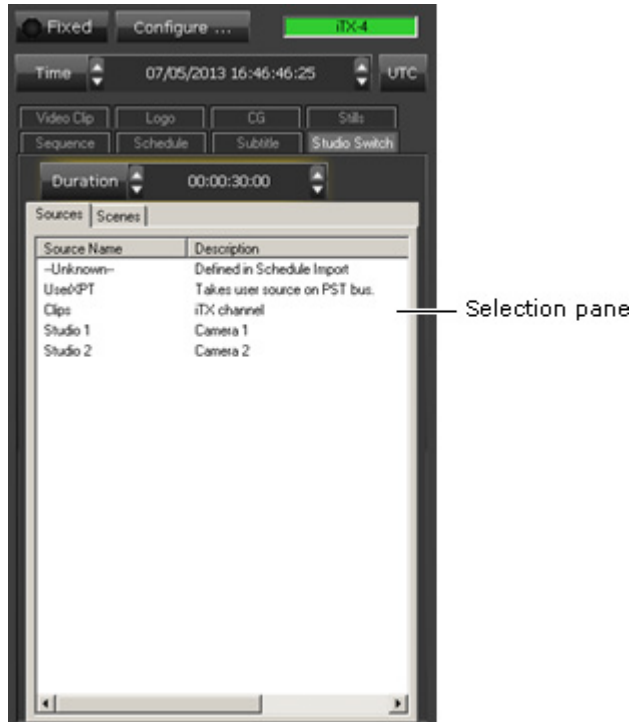 Fixed Configure ... iTX-4
Time 07/05/2013 16:46:46:25 UTC
Video Clip Logo CG Stills
Sequence Schedule Subtitle Studio Switch
Duration 00:00:30:00
Sources Scenes
Source Name Description
--Unknown-- Defined in Schedule Import
UserXPT Takes user source on PST bus.
Clips iTX channel
Studio 1 Camera 1
Studio 2 Camera 2
Selection pane